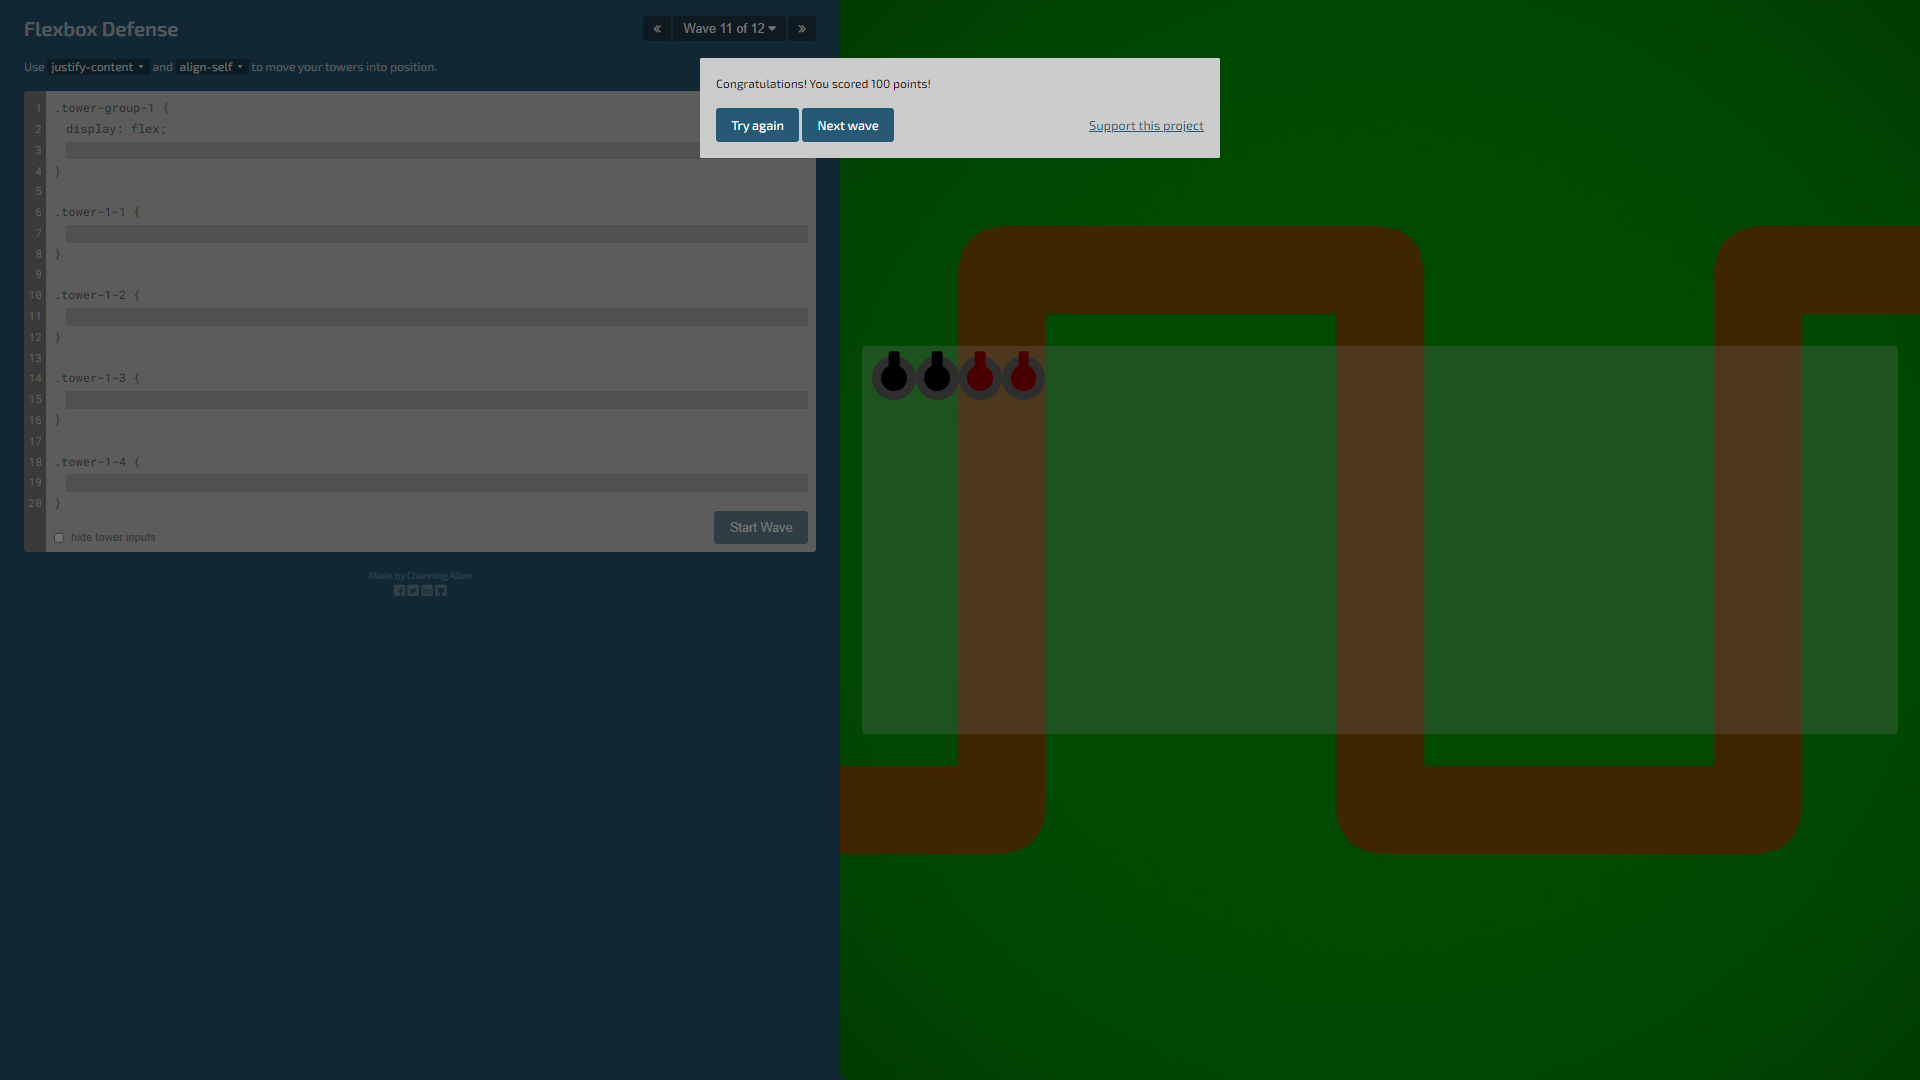 Flexbox Defense
« Wave 11 of 12 »
Use justify-content and align-self to move your towers into position.
Congratulations! You scored 100 points!
Try again Next wave Support this project
1 .tower-group-1 {
2 display: flex;
3
4 }
5
6 .tower-1-1 {
7
8 }
9
10 .tower-1-2 {
11
12 }
13
14 .tower-1-3 {
15
16 }
17
18 .tower-1-4 {
19
20 }
Start Wave
hide tower inputs
Made by Channing Allen